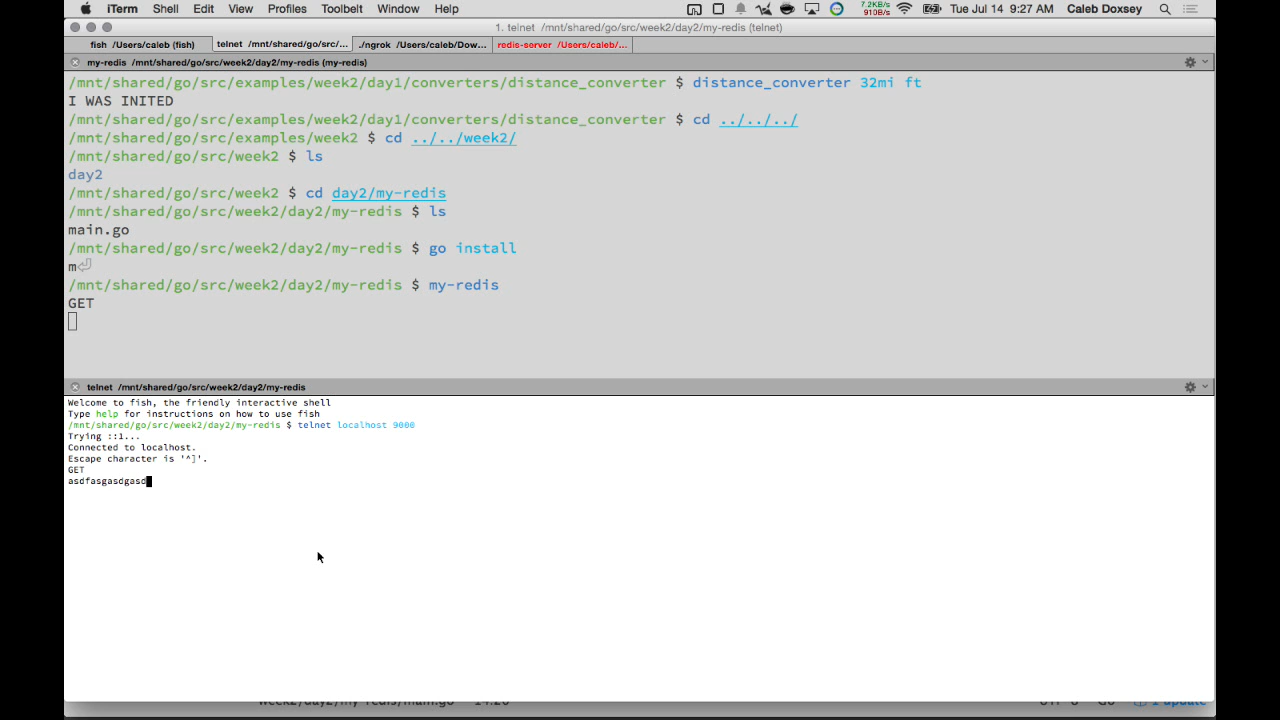 iTerm Shell Edit View Profiles Toolbelt Window Help 7.2KB/s 910B/s Tue Jul 14 9:27 AM Caleb Doxsey
1. telnet /mnt/shared/go/src/week2/day2/my-redis (telnet)
fish /Users/caleb (fish) telnet /mnt/shared/go/src/... ./ngrok /Users/caleb/Dow... redis-server /Users/caleb/...
my-redis /mnt/shared/go/src/week2/day2/my-redis (my-redis)
/mnt/shared/go/src/examples/week2/day1/converters/distance_converter $ distance_converter 32mi ft
I WAS INITED
/mnt/shared/go/src/examples/week2/day1/converters/distance_converter $ cd ../../../
/mnt/shared/go/src/examples/week2 $ cd ../../week2/
/mnt/shared/go/src/week2 $ ls
day2
/mnt/shared/go/src/week2 $ cd day2/my-redis
/mnt/shared/go/src/week2/day2/my-redis $ ls
main.go
/mnt/shared/go/src/week2/day2/my-redis $ go install
m⏎
/mnt/shared/go/src/week2/day2/my-redis $ my-redis
GET
telnet /mnt/shared/go/src/week2/day2/my-redis
Welcome to fish, the friendly interactive shell
Type help for instructions on how to use fish
/mnt/shared/go/src/week2/day2/my-redis $ telnet localhost 9000
Trying ::1...
Connected to localhost.
Escape character is '^]'.
GET
asdfasgasdgasd
week2/day2/my-redis/main.go 1 update